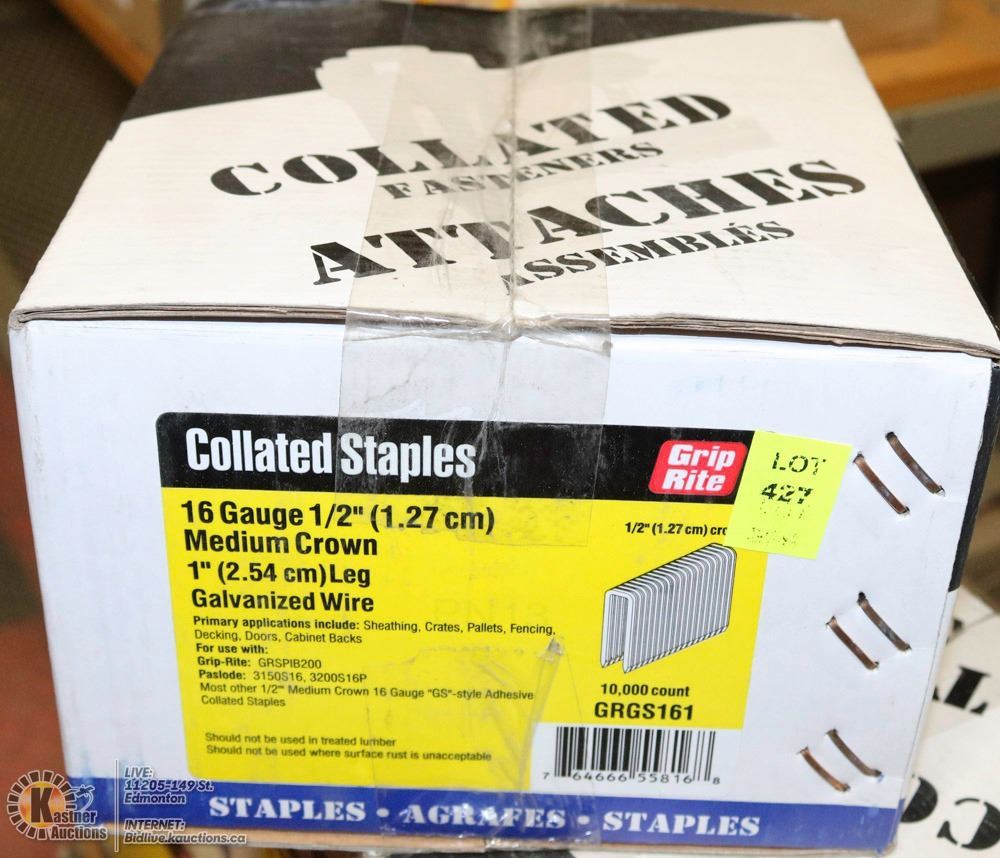 COLLATED
FASTENERS
ATTACHES
ASSEMBLÉS
Collated Staples
Grip
Rite
LOT
427
16 Gauge 1/2" (1.27 cm)
Medium Crown
1" (2.54 cm)Leg
Galvanized Wire
1/2" (1.27 cm) cro
Primary applications include: Sheathing, Crates, Pallets, Fencing,
Decking, Doors, Cabinet Backs
For use with:
Grip-Rite: GRSPIB200
Paslode: 3150S16, 3200S16P
Most other 1/2" Medium Crown 16 Gauge "GS"-style Adhesive
Collated Staples
10,000 count
GRGS161
Should not be used in treated lumber
Should not be used where surface rust is unacceptable
7 64666 55816 8
STAPLES • AGRAFES • STAPLES
K
Kastner
Auctions
LIVE:
11205-149 St.
Edmonton
INTERNET:
Bidlive.kauctions.ca